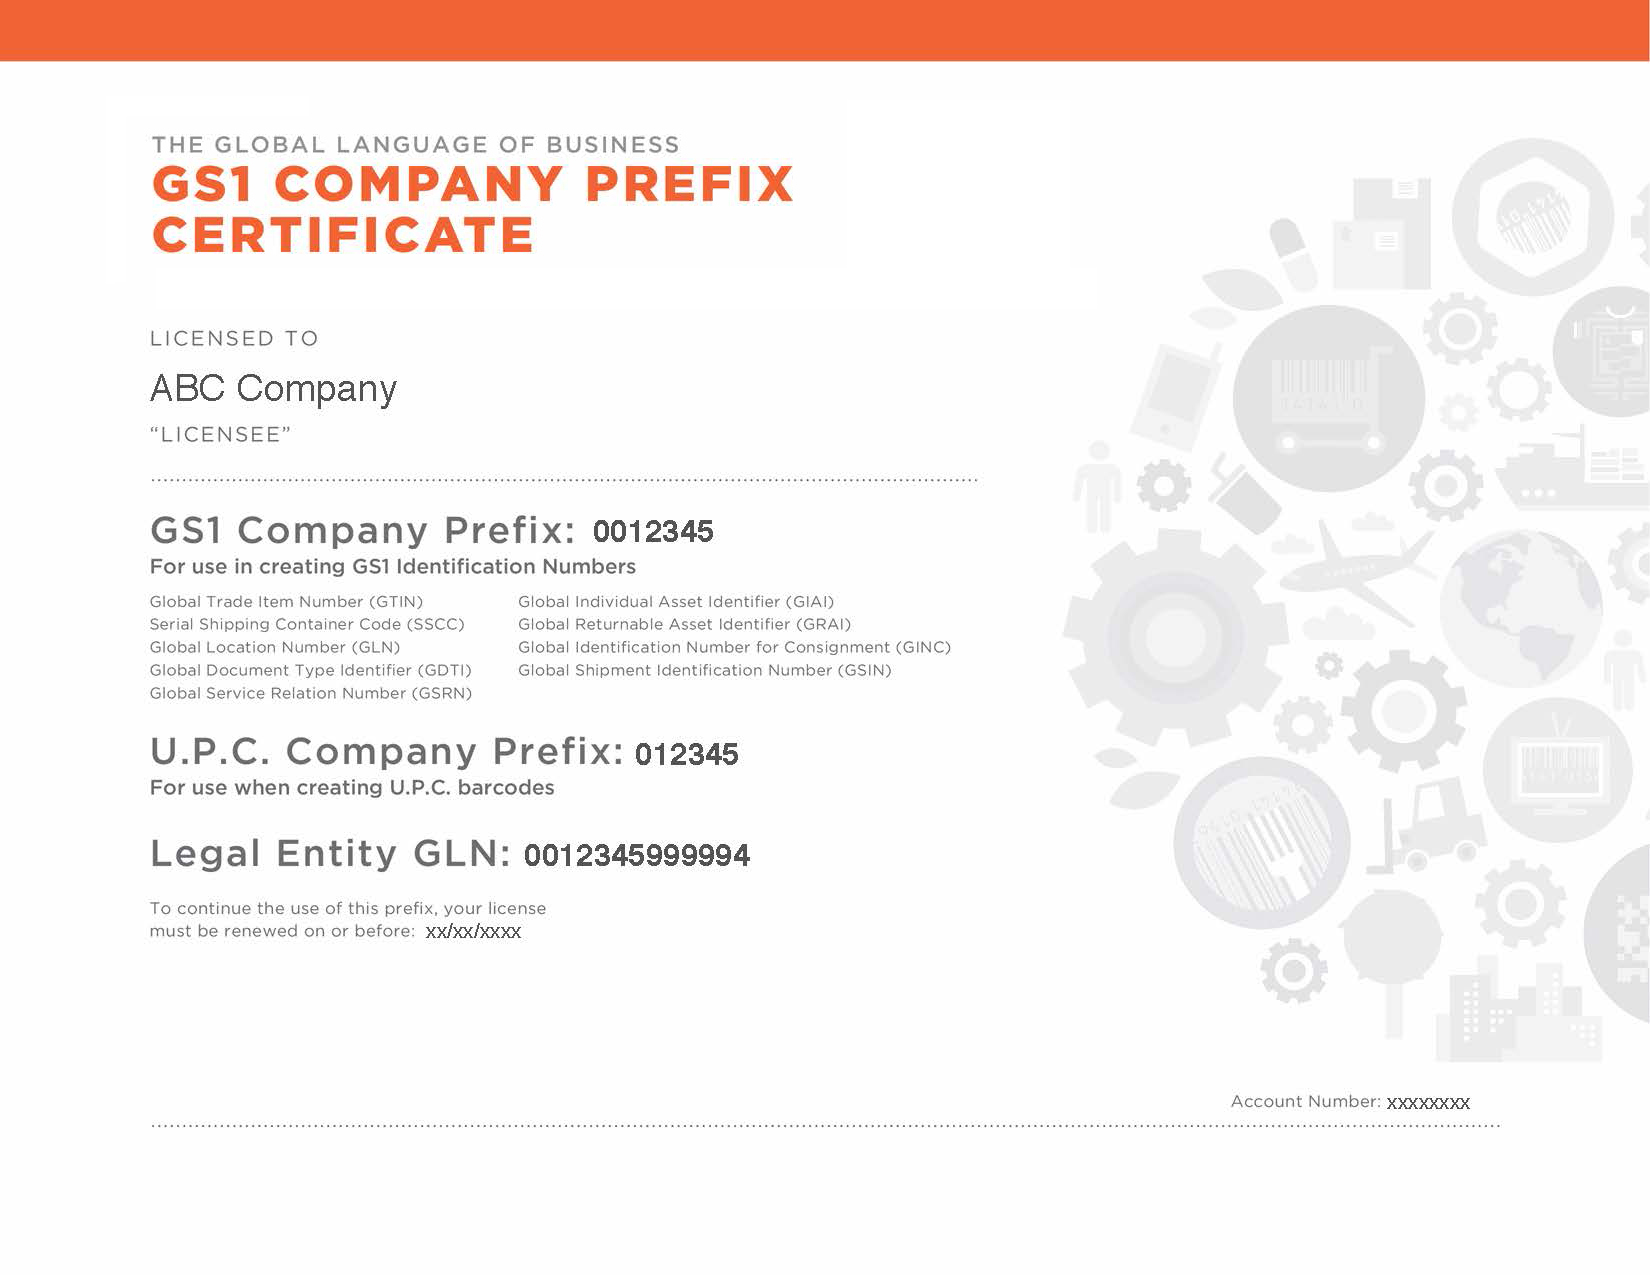 THE GLOBAL LANGUAGE OF BUSINESS
GS1 COMPANY PREFIX
CERTIFICATE
LICENSED TO
ABC Company
“LICENSEE”
GS1 Company Prefix: 0012345
For use in creating GS1 Identification Numbers
Global Trade Item Number (GTIN)
Serial Shipping Container Code (SSCC)
Global Location Number (GLN)
Global Document Type Identifier (GDTI)
Global Service Relation Number (GSRN)
Global Individual Asset Identifier (GIAI)
Global Returnable Asset Identifier (GRAI)
Global Identification Number for Consignment (GINC)
Global Shipment Identification Number (GSIN)
U.P.C. Company Prefix: 012345
For use when creating U.P.C. barcodes
Legal Entity GLN: 0012345999994
To continue the use of this prefix, your license
must be renewed on or before: xx/xx/xxxx
Account Number: xxxxxxxx